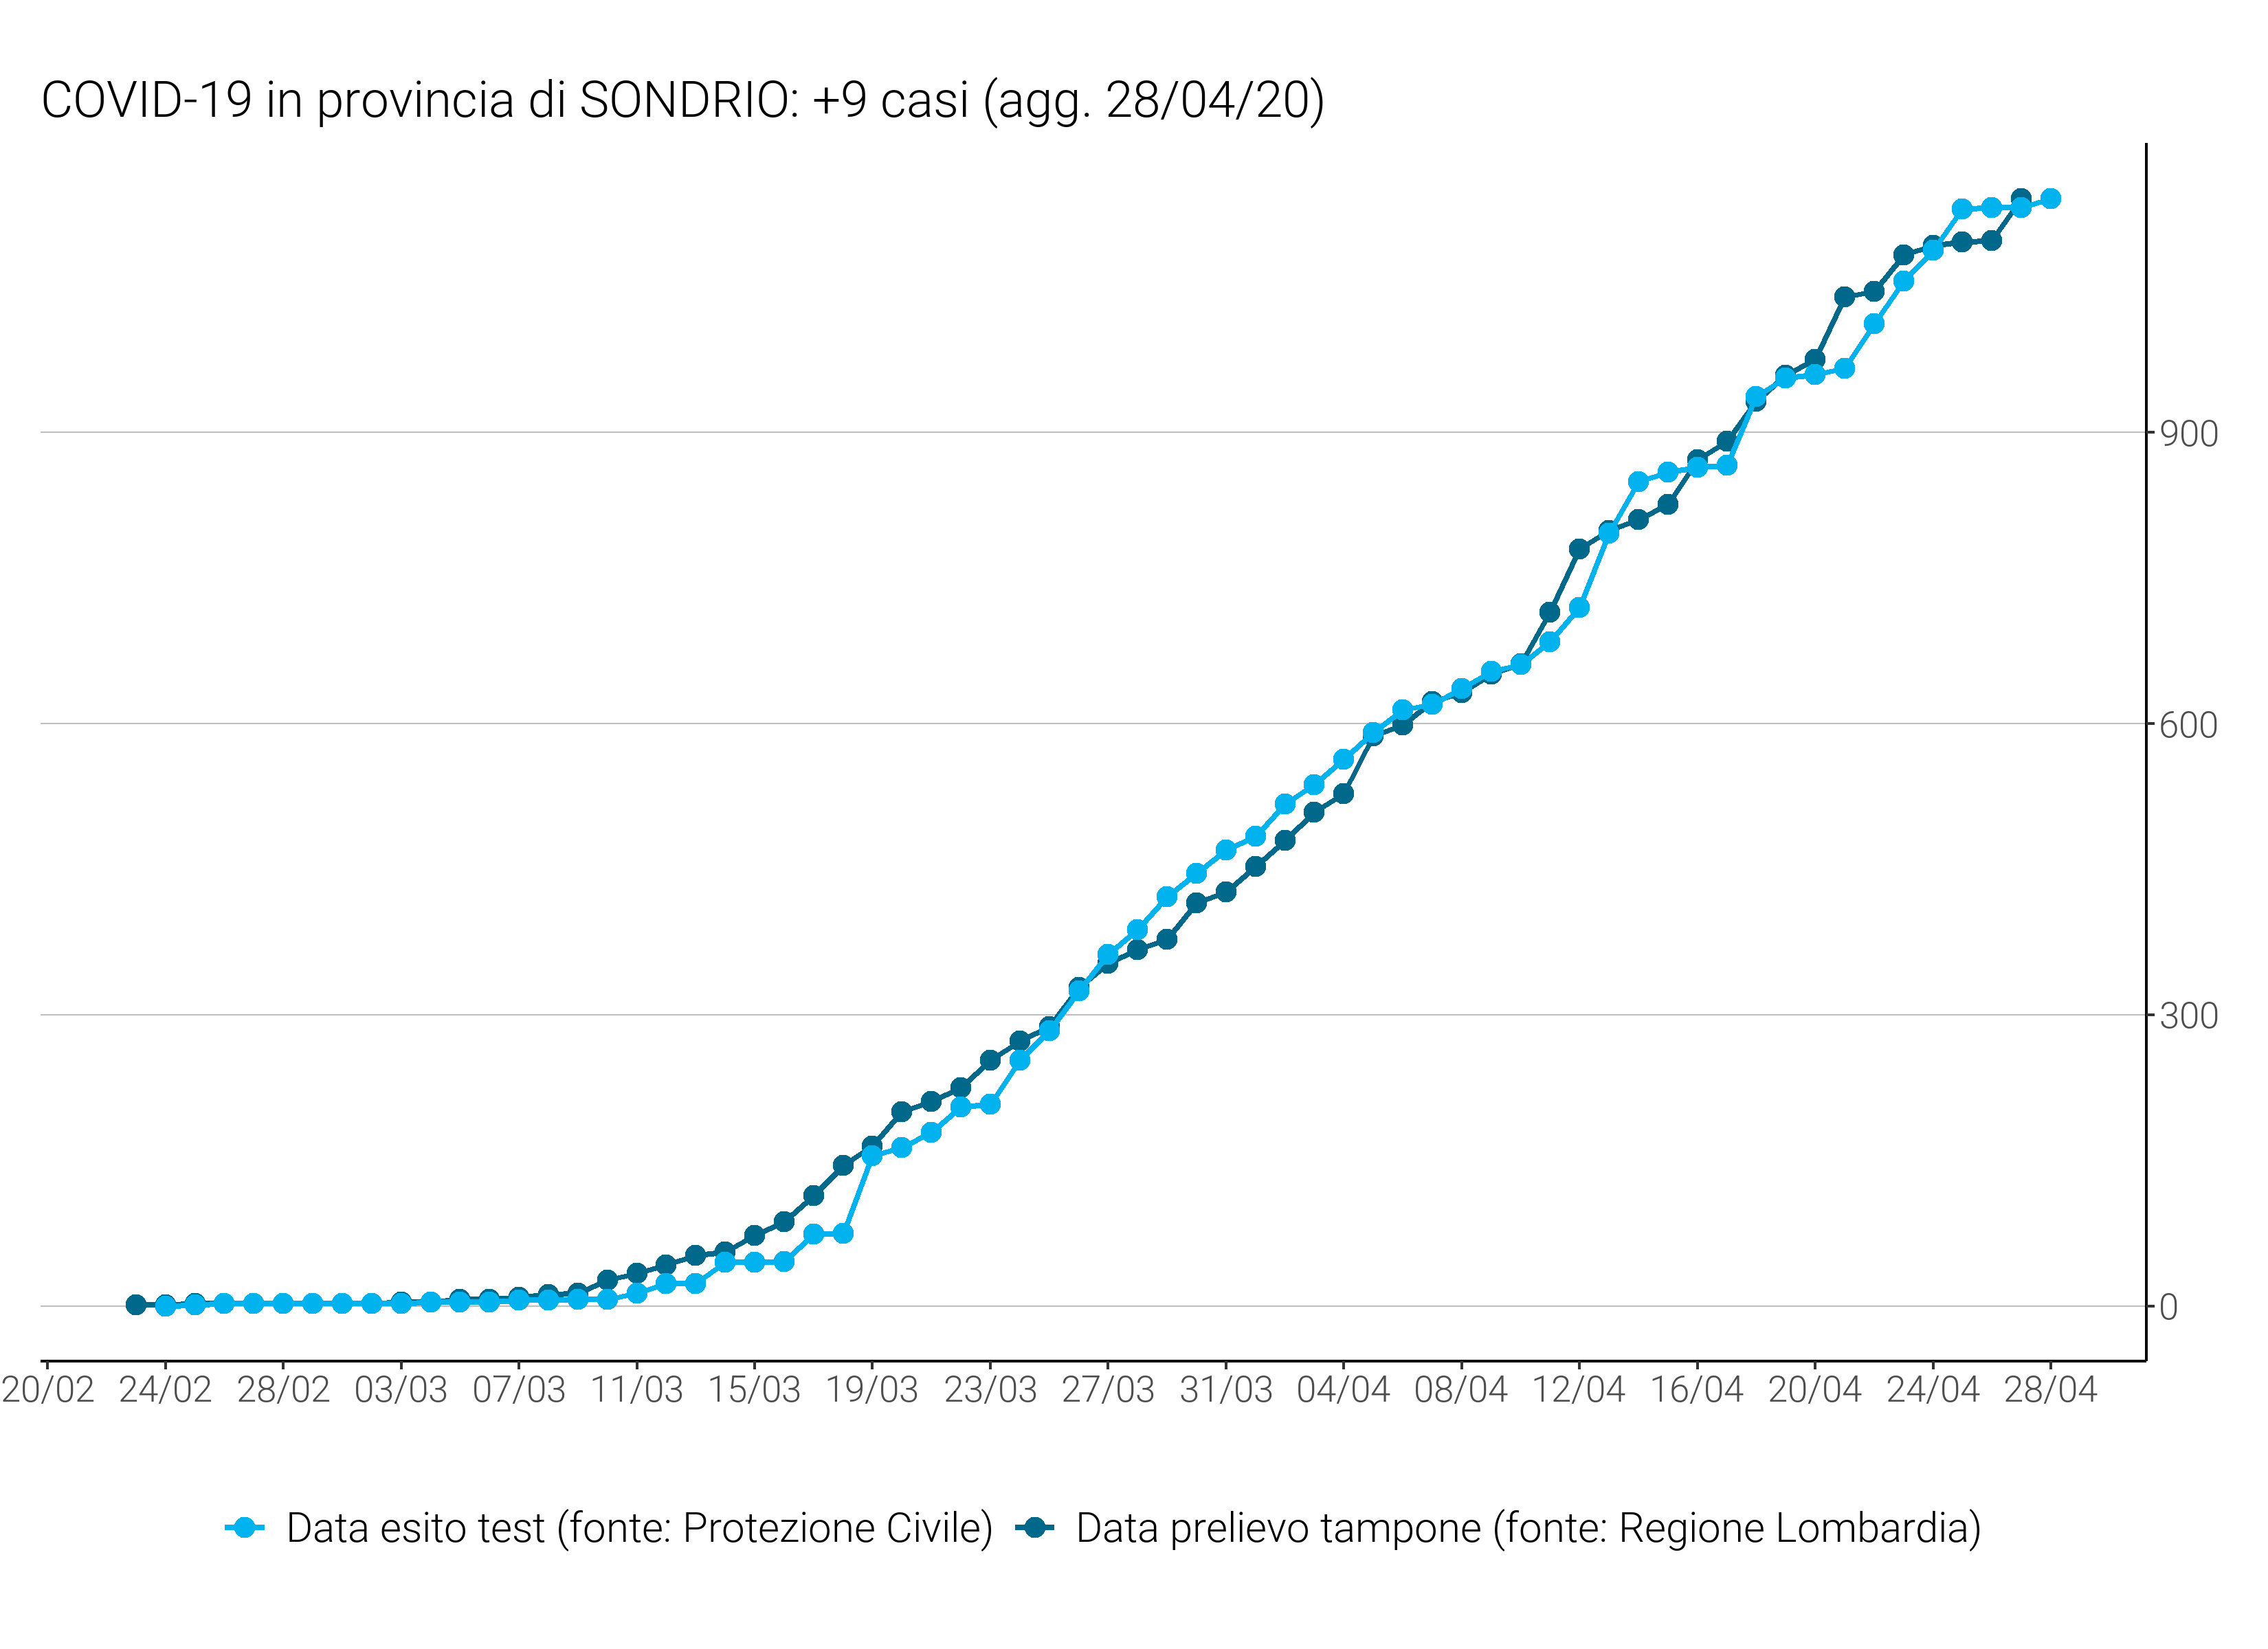 COVID-19 in provincia di SONDRIO: +9 casi (agg. 28/04/20)
900
600
300
0
20/02 24/02 28/02 03/03 07/03 11/03 15/03 19/03 23/03 27/03 31/03 04/04 08/04 12/04 16/04 20/04 24/04 28/04
Data esito test (fonte: Protezione Civile) Data prelievo tampone (fonte: Regione Lombardia)